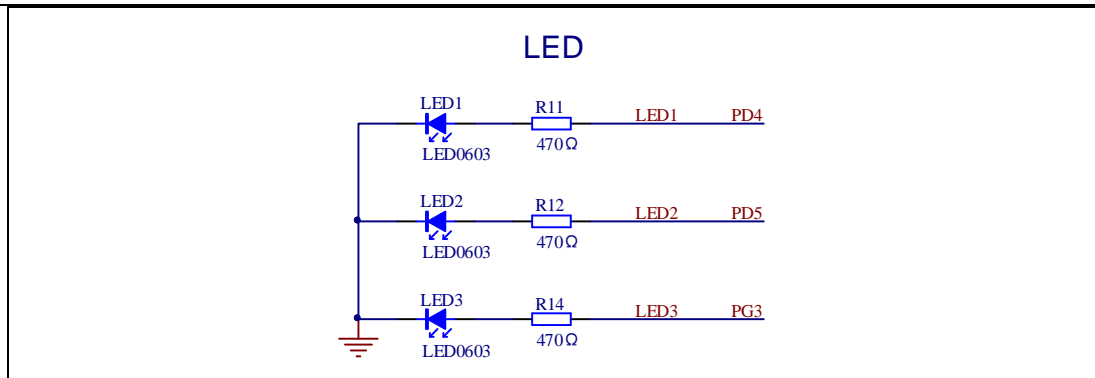 LED
LED1 R11 LED1 PD4
LED0603 470Ω
LED2 R12 LED2 PD5
LED0603 470Ω
LED3 R14 LED3 PG3
LED0603 470Ω